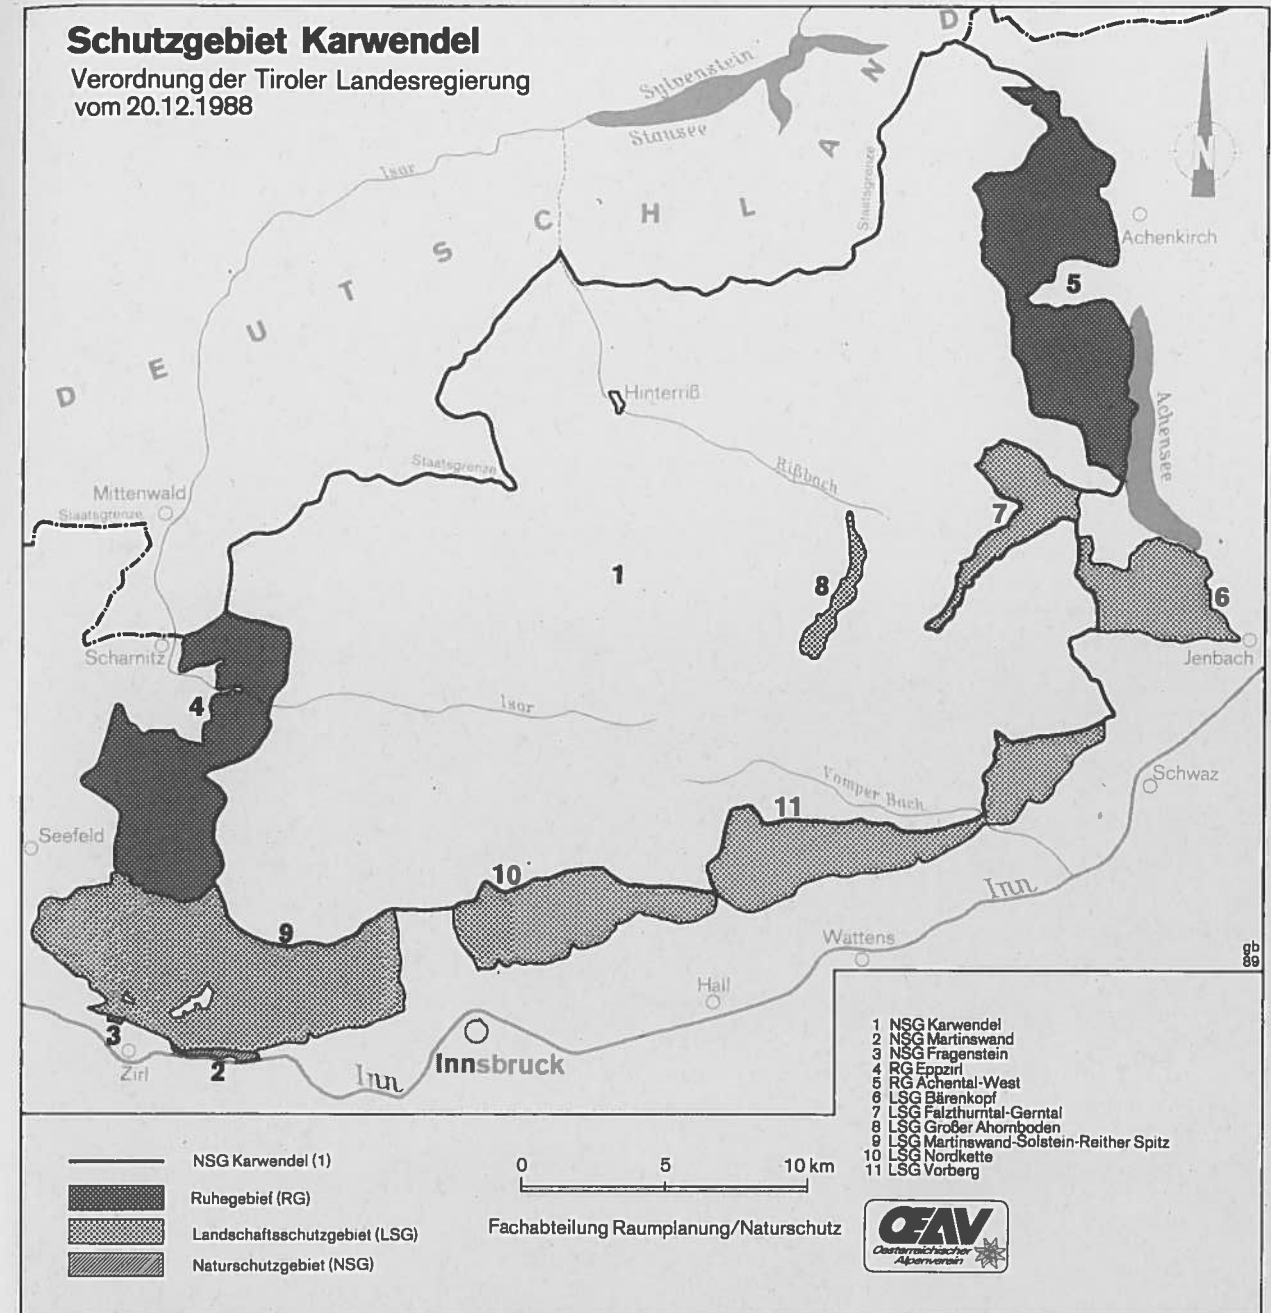 Schutzgebiet Karwendel
Verordnung der Tiroler Landesregierung
vom 20.12.1988
D
Sylvenstein
Stausee
N
A
Staatsgrenze
Isar
D E U T S C H L
N
Achenkirch
5
Hinterriß
Achensee
Staatsgrenze
Rißbach
Mittenwald
Staatsgrenze
7
1
8
6
Scharnitz
Jenbach
4
Isar
Vomper Bach
Schwaz
11
Seefeld
10
Inn
9
Wattens
gb
89
Hall
3
Zirl
2
Inn
Innsbruck
1 NSG Karwendel
2 NSG Martinswand
3 NSG Fragenstein
4 RG Eppzirl
5 RG Achental-West
6 LSG Bärenkopf
7 LSG Falzthurntal-Gerntal
8 LSG Großer Ahornboden
9 LSG Martinswand-Solstein-Reither Spitz
10 LSG Nordkette
11 LSG Vorberg
NSG Karwendel (1)
Ruhegebief (RG)
Landschaftsschutzgebiet (LSG)
Naturschutzgebiet (NSG)
0 5 10 km
Fachabteilung Raumplanung/Naturschutz
OEAV
Oesterreichischer
Alpenverein